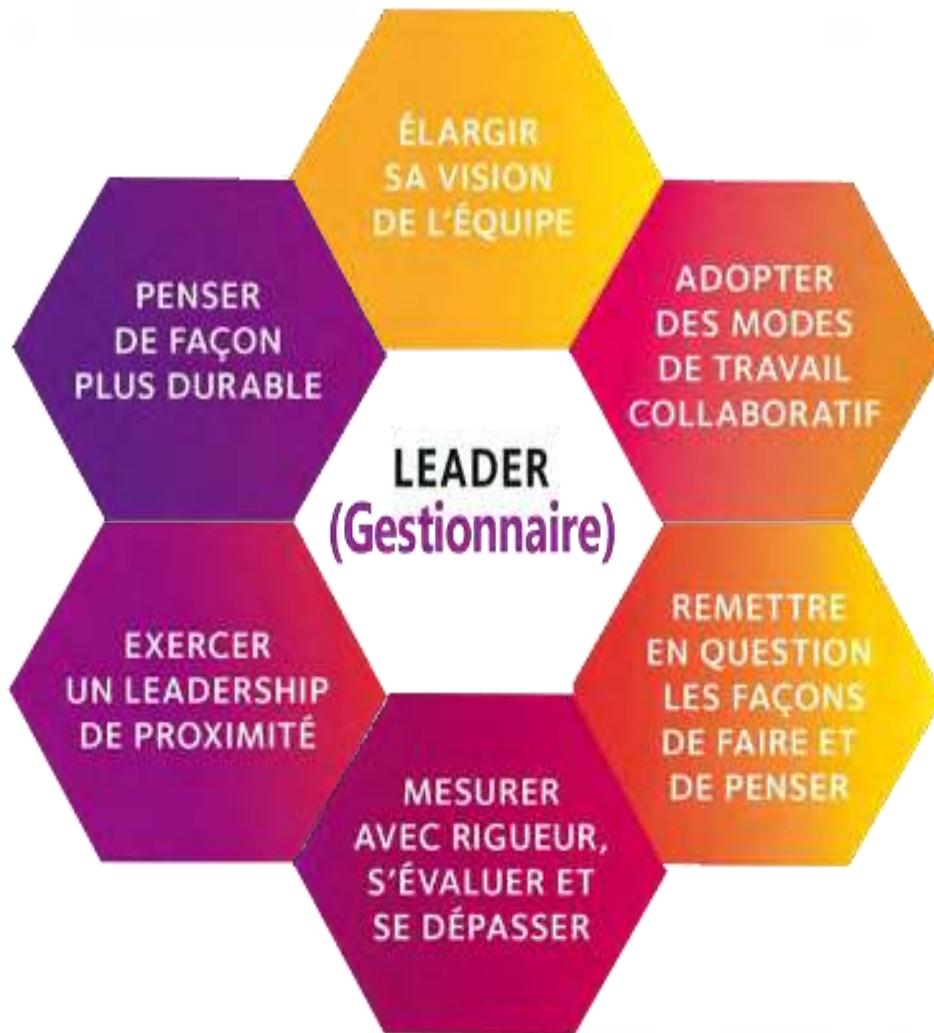 ÉLARGIR
SA VISION
DE L'ÉQUIPE
ADOPTER
DES MODES
DE TRAVAIL
COLLABORATIF
REMETTRE
EN QUESTION
LES FAÇONS
DE FAIRE ET
DE PENSER
MESURER
AVEC RIGUEUR,
S'ÉVALUER ET
SE DÉPASSER
EXERCER
UN LEADERSHIP
DE PROXIMITÉ
PENSER
DE FAÇON
PLUS DURABLE
LEADER
(Gestionnaire)